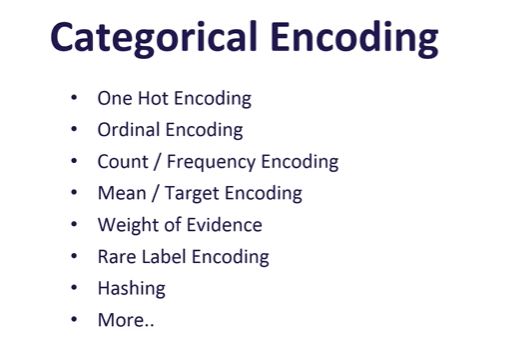 Categorical Encoding
• One Hot Encoding
• Ordinal Encoding
• Count / Frequency Encoding
• Mean / Target Encoding
• Weight of Evidence
• Rare Label Encoding
• Hashing
• More..